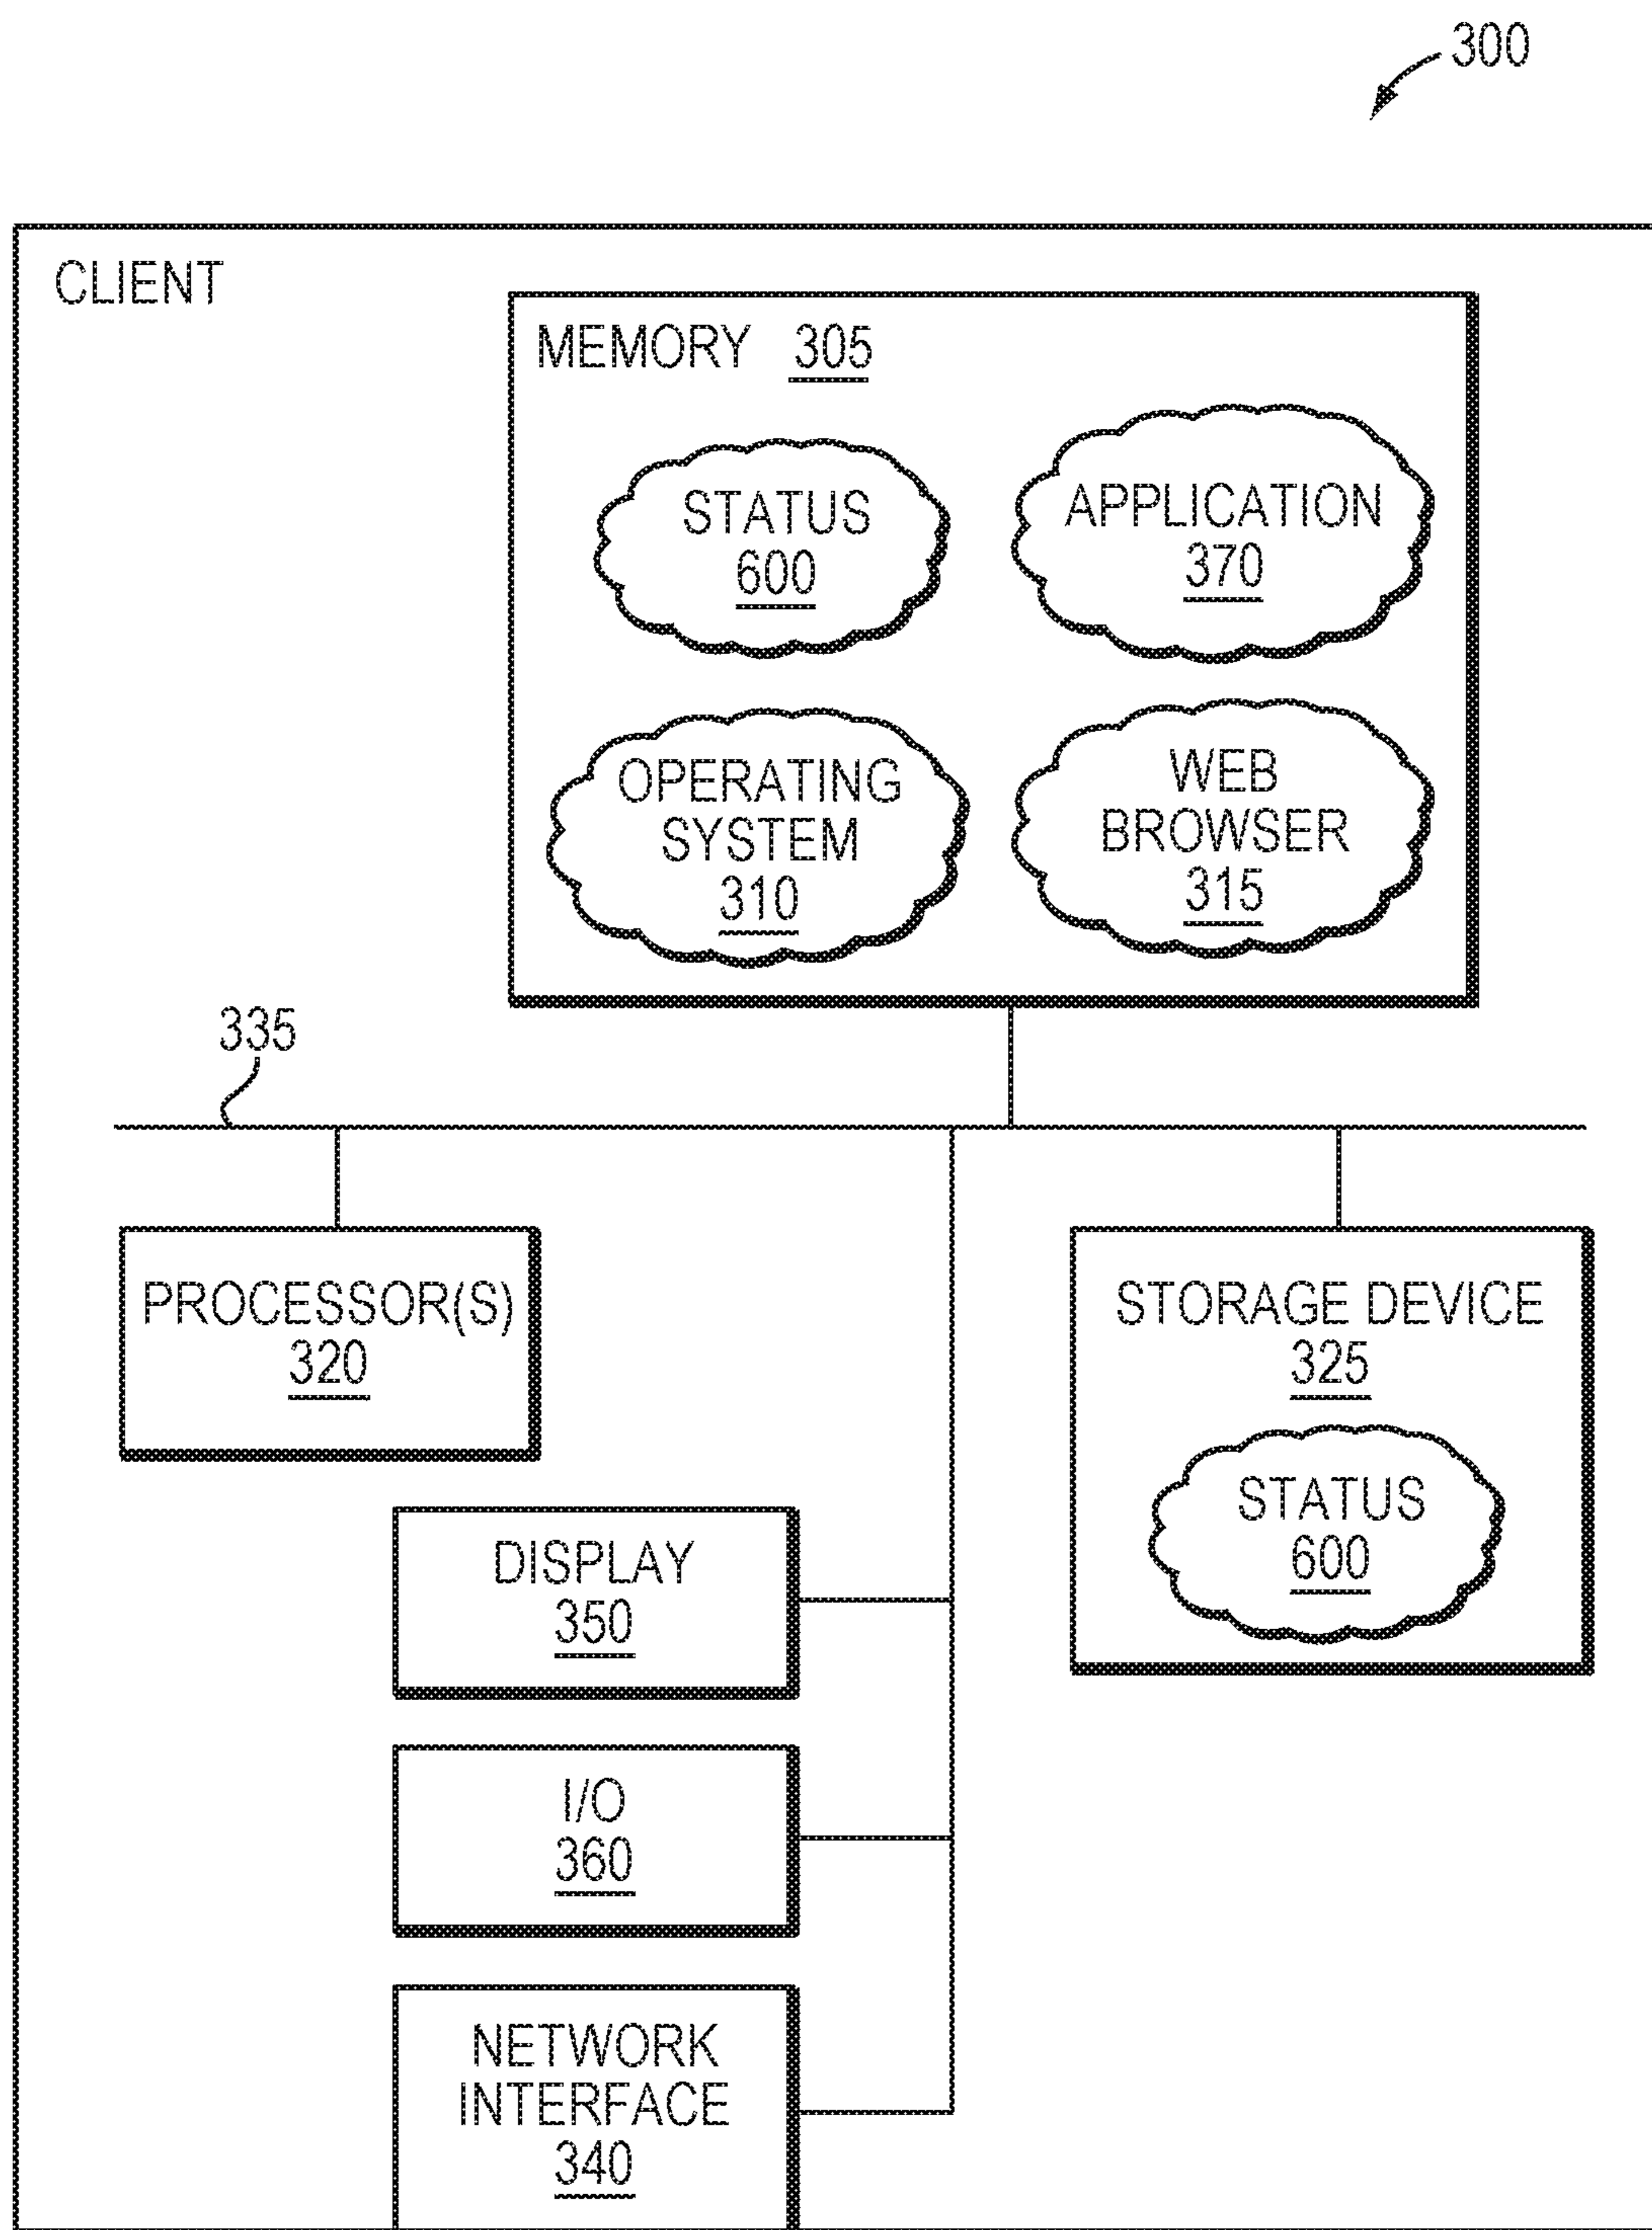 300
CLIENT
MEMORY 305
STATUS
600
APPLICATION
370
OPERATING
SYSTEM
310
WEB
BROWSER
315
335
PROCESSOR(S)
320
STORAGE DEVICE
325
STATUS
600
DISPLAY
350
I/O
360
NETWORK
INTERFACE
340